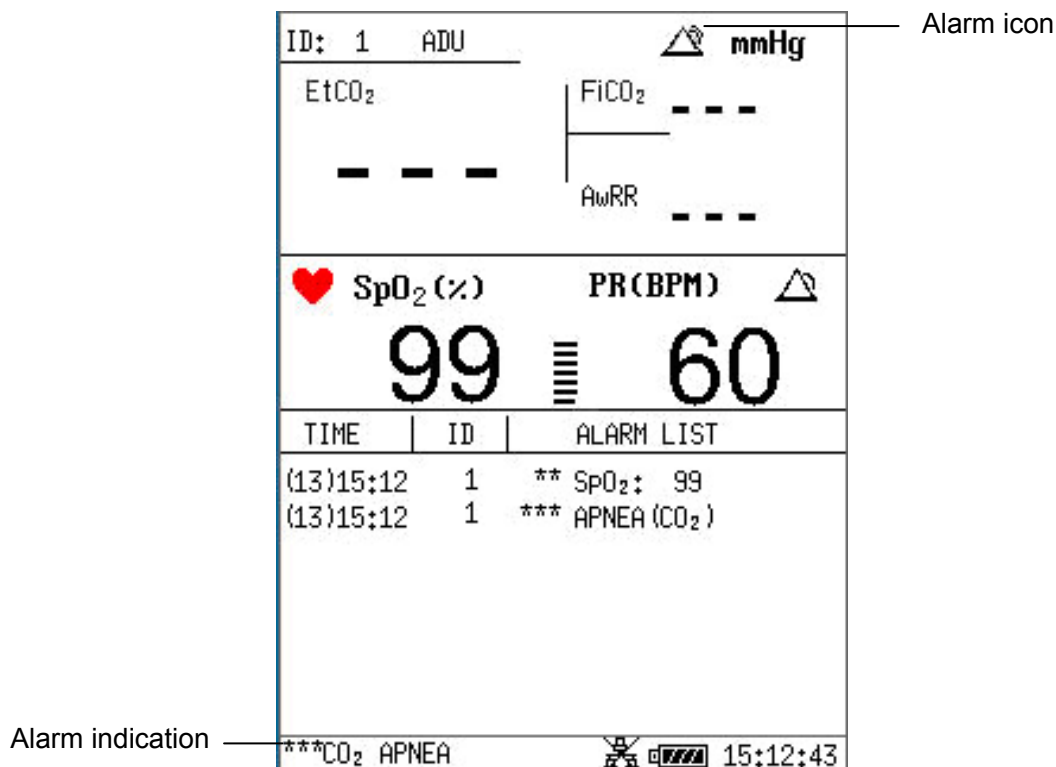 Alarm icon
ID: 1 ADU mmHg
EtCO₂ FiCO₂ ---
---
AwRR ---
SpO₂(%) PR(BPM)
99 60
TIME ID ALARM LIST
(13)15:12 1 ** SpO₂: 99
(13)15:12 1 *** APNEA(CO₂)
Alarm indication
***CO₂ APNEA 15:12:43